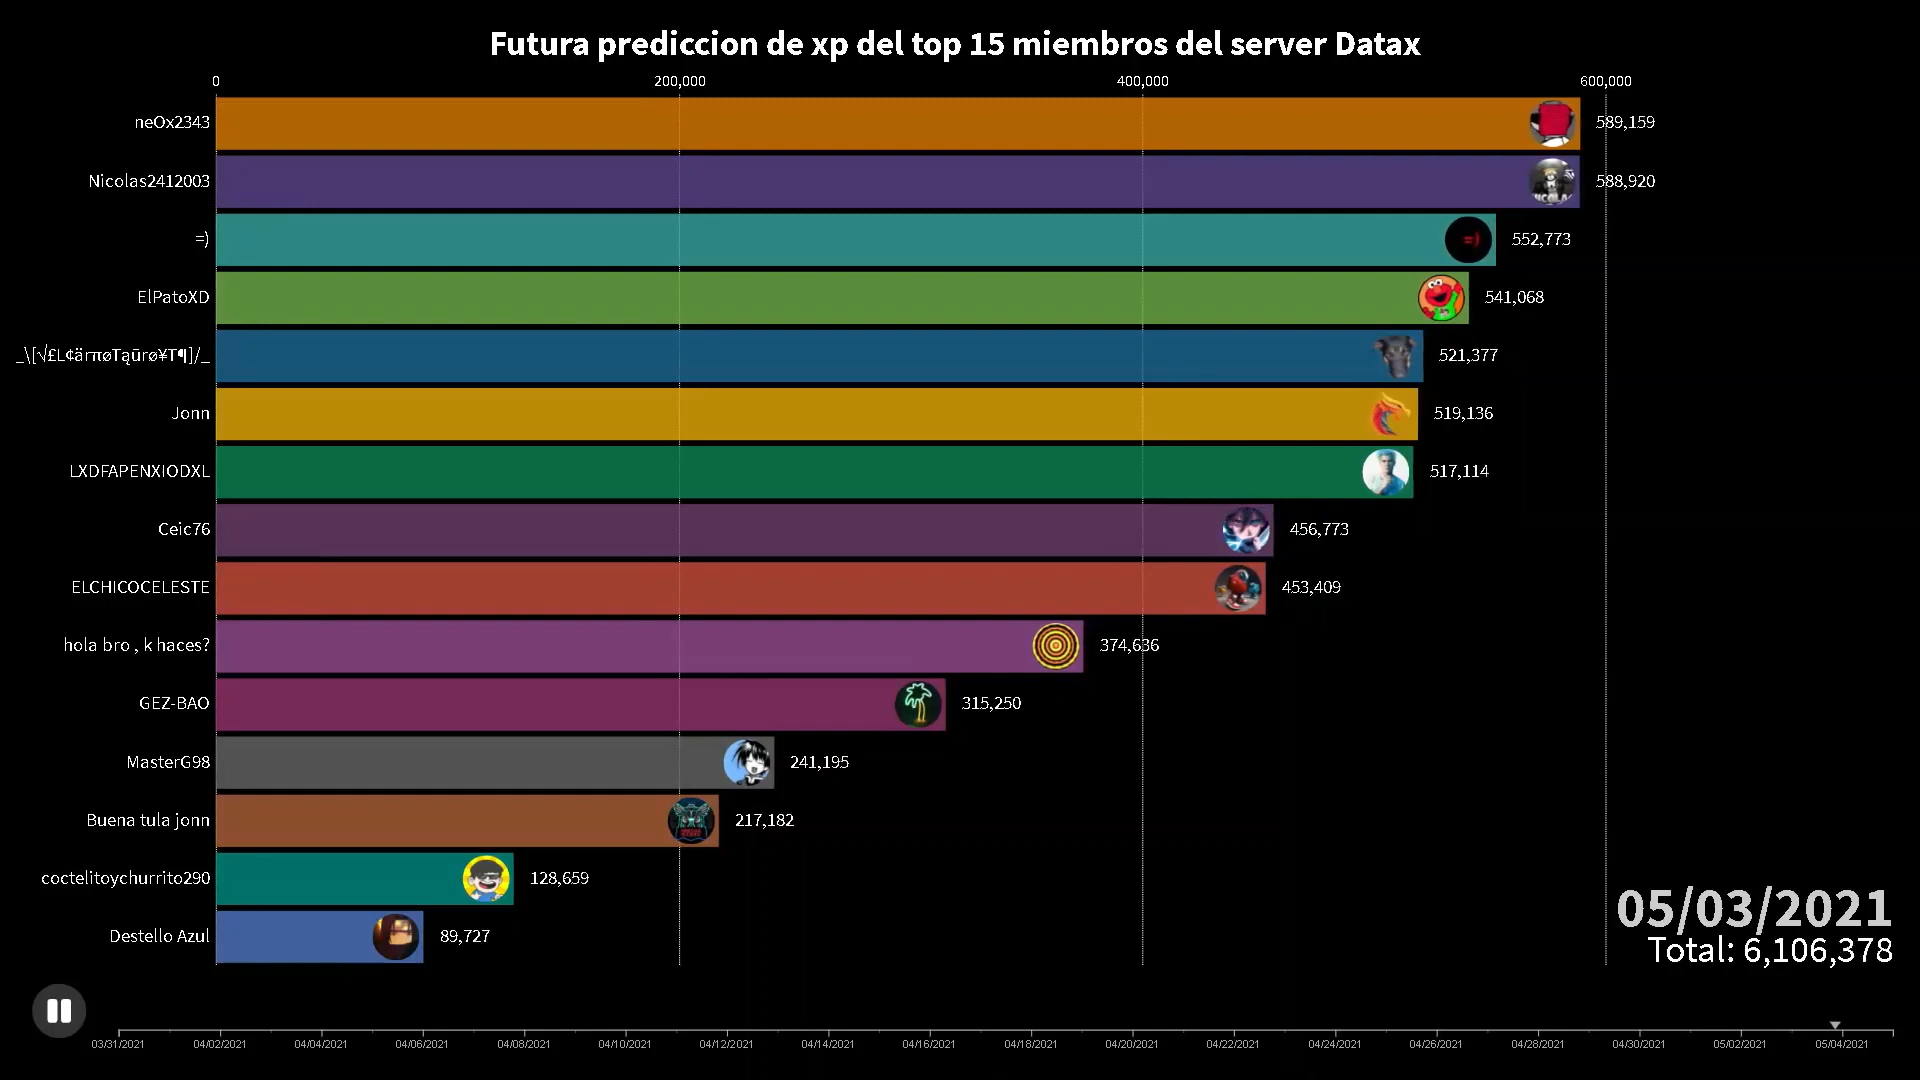 Futura prediccion de xp del top 15 miembros del server Datax
0 200,000 400,000 600,000
neOx2343 589,159
Nicolas2412003 588,920
=) =) 552,773
ElPatoXD 541,068
_\[√£L¢ärπøTąūrø¥T¶]/_ 521,377
Jonn 519,136
LXDFAPENXIODXL 517,114
Ceic76 456,773
ELCHICOCELESTE 453,409
hola bro , k haces? 374,636
GEZ-BAO 315,250
MasterG98 241,195
Buena tula jonn 217,182
coctelitoychurrito290 128,659
Destello Azul 89,727
05/03/2021
Total: 6,106,378
03/31/2021 04/02/2021 04/04/2021 04/06/2021 04/08/2021 04/10/2021 04/12/2021 04/14/2021 04/16/2021 04/18/2021 04/20/2021 04/22/2021 04/24/2021 04/26/2021 04/28/2021 04/30/2021 05/02/2021 05/04/2021